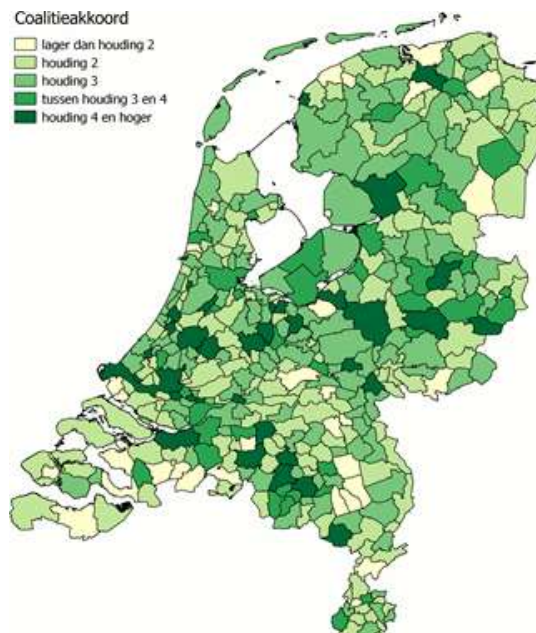 Coalitieakkoord
lager dan houding 2
houding 2
houding 3
tussen houding 3 en 4
houding 4 en hoger